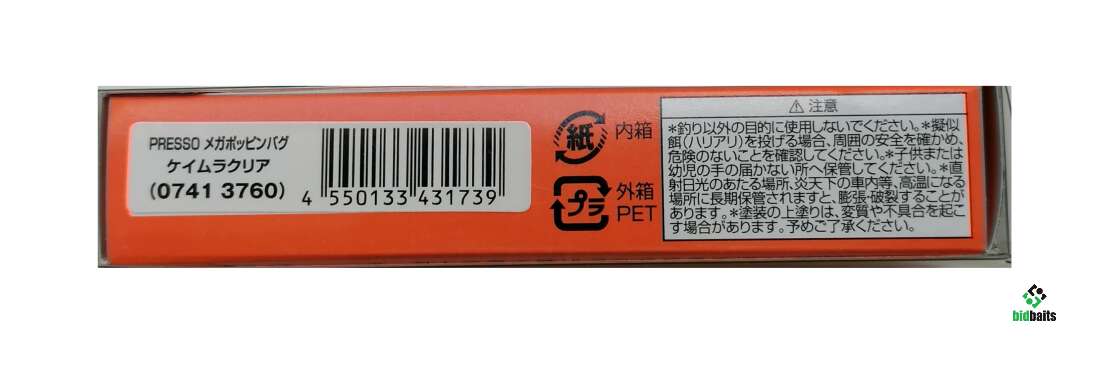 PRESSO メガポッピンバグ
ケイムラクリア
(0741 3760)
4 550133 431739
紙
内箱
プラ
外箱
PET
⚠ 注意
*釣り以外の目的に使用しないでください。*擬似
餌(ハリアリ)を投げる場合、周囲の安全を確かめ、
危険のないことを確認してください。*子供または
幼児の手の届かない所へ保管してください。*直
射日光のあたる場所、炎天下の車内等、高温になる
場所に長期保管されますと、膨張・破裂することが
あります。*塗装の上塗りは、変質や不具合を起こ
す場合があります。予めご了承ください。
bidbaits